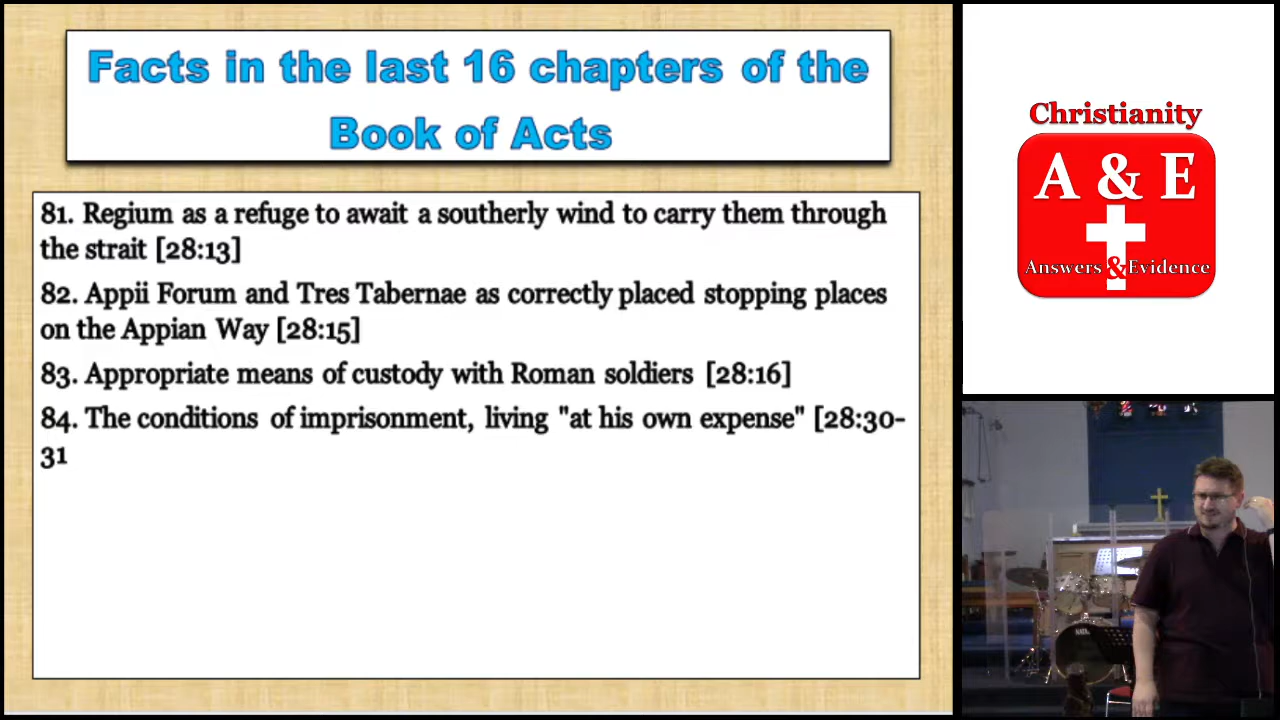 Facts in the last 16 chapters of the
Book of Acts
81. Regium as a refuge to await a southerly wind to carry them through
the strait [28:13]
82. Appii Forum and Tres Tabernae as correctly placed stopping places
on the Appian Way [28:15]
83. Appropriate means of custody with Roman soldiers [28:16]
84. The conditions of imprisonment, living "at his own expense" [28:30-
31
Christianity
A & E
Answers & Evidence